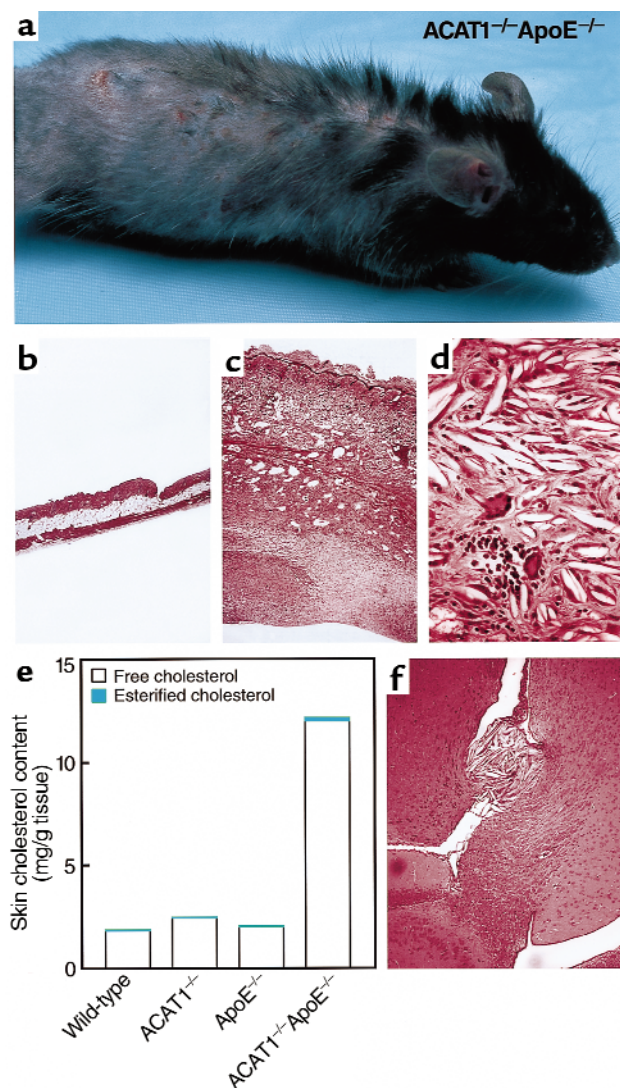 a
ACAT1⁻/⁻ApoE⁻/⁻
b
c
d
e
15
10
5
0
Skin cholesterol content
(mg/g tissue)
Free cholesterol
Esterified cholesterol
Wild-type
ACAT1⁻/⁻
ApoE⁻/⁻
ACAT1⁻/⁻ApoE⁻/⁻
f